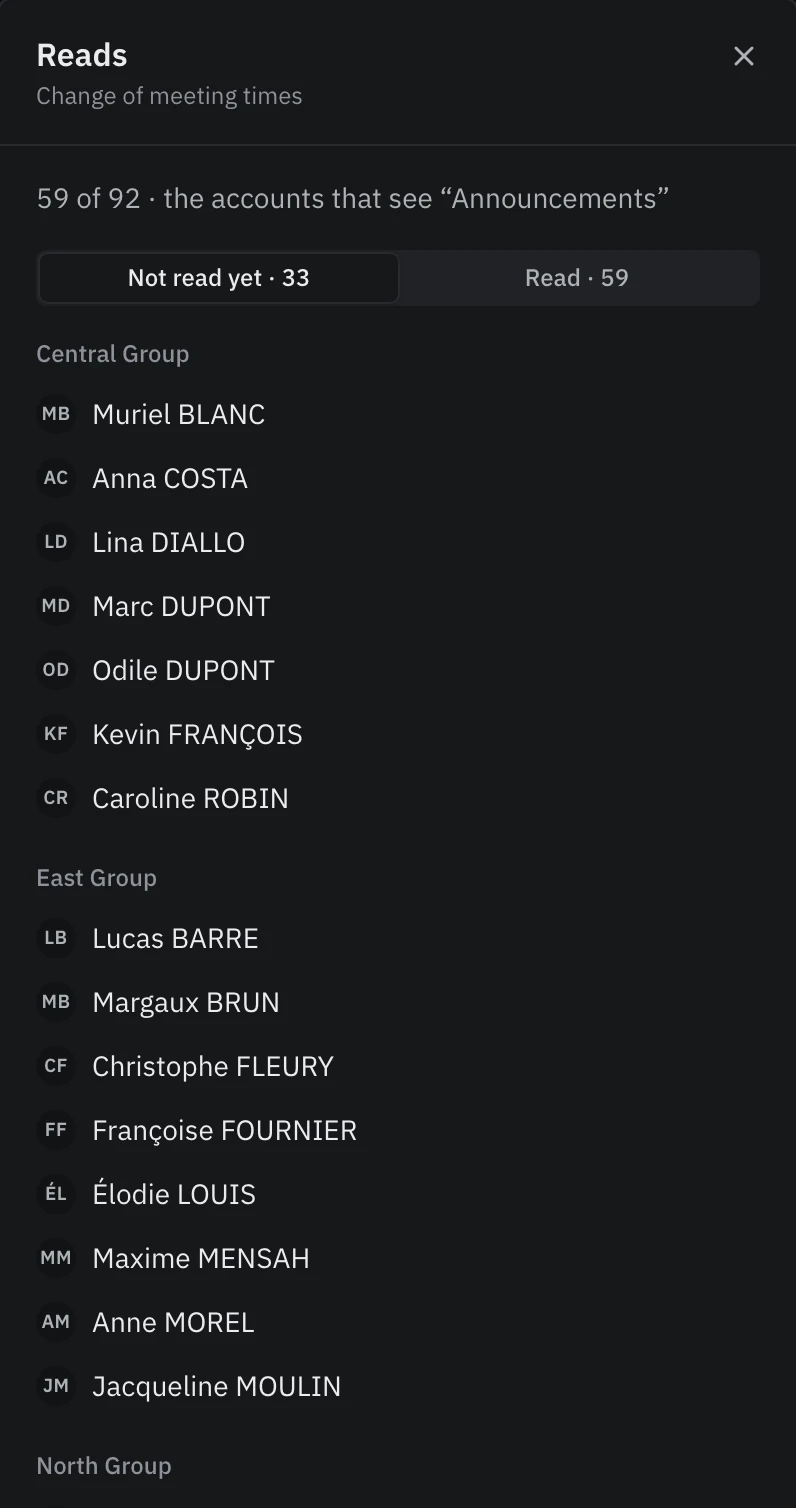 Reads
Change of meeting times
59 of 92 · the accounts that see “Announcements”
Not read yet · 33
Read · 59
Central Group
MB Muriel BLANC
AC Anna COSTA
LD Lina DIALLO
MD Marc DUPONT
OD Odile DUPONT
KF Kevin FRANÇOIS
CR Caroline ROBIN
East Group
LB Lucas BARRE
MB Margaux BRUN
CF Christophe FLEURY
FF Françoise FOURNIER
ÉL Élodie LOUIS
MM Maxime MENSAH
AM Anne MOREL
JM Jacqueline MOULIN
North Group